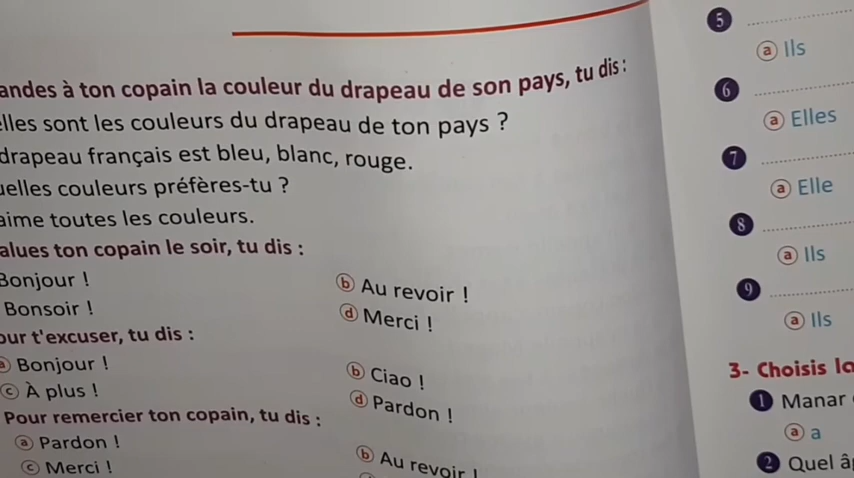 andes à ton copain la couleur du drapeau de son pays, tu dis :
elles sont les couleurs du drapeau de ton pays ?
drapeau français est bleu, blanc, rouge.
uelles couleurs préfères-tu ?
aime toutes les couleurs.
alues ton copain le soir, tu dis :
Bonjour !
ⓑ Au revoir !
Bonsoir !
ⓓ Merci !
our t'excuser, tu dis :
ⓐ Bonjour !
ⓑ Ciao !
ⓒ À plus !
ⓓ Pardon !
Pour remercier ton copain, tu dis :
ⓐ Pardon !
ⓑ Au revoir !
ⓒ Merci !
5 ..............
ⓐ Ils
6 ..............
ⓐ Elles
7 ..............
ⓐ Elle
8 ..............
ⓐ Ils
9 ..............
ⓐ Ils
3- Choisis la
1 Manar
ⓐ a
2 Quel â